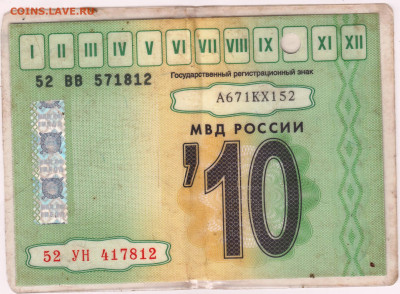 COINS.LAVE.RU
I II III IV V VI VII VIII IX XI XII
52 ВВ 571812
Государственный регистрационный знак
А671КХ152
МВД РОССИИ
'10
52 УН 417812